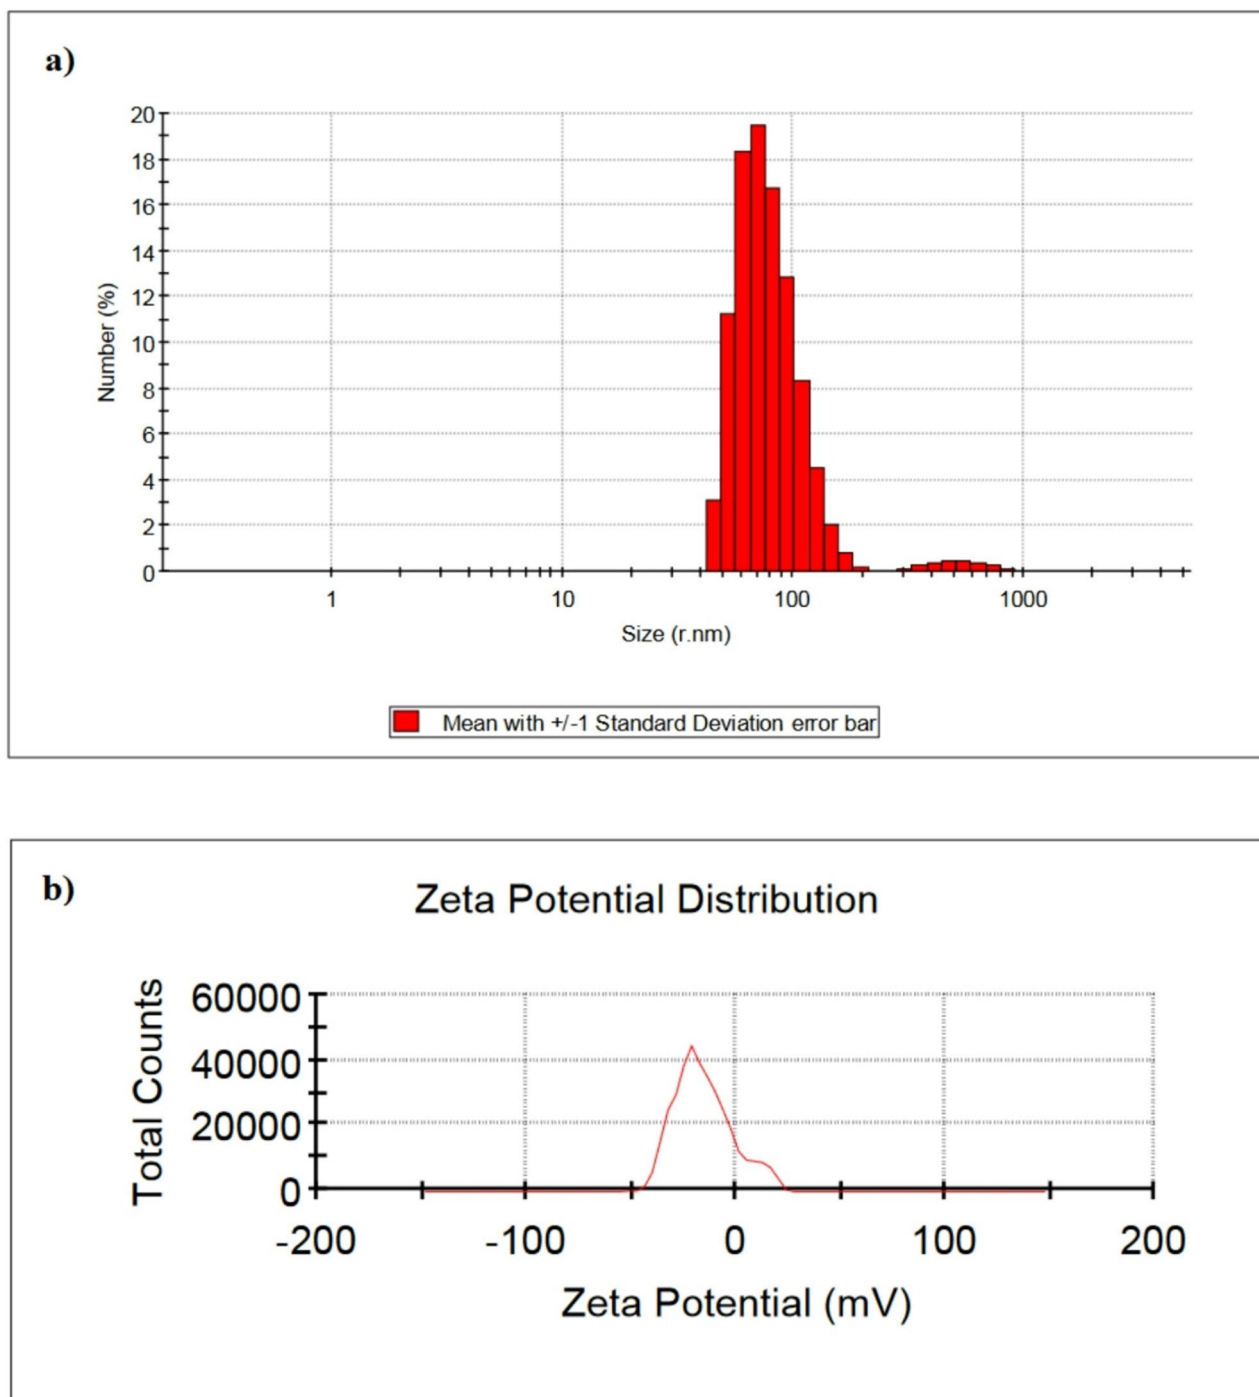 a)
20
18
16
14
12
10
8
6
4
2
0
Number (%)
1 10 100 1000
Size (r.nm)
Mean with +/-1 Standard Deviation error bar
b)
Zeta Potential Distribution
60000
40000
20000
0
Total Counts
-200 -100 0 100 200
Zeta Potential (mV)